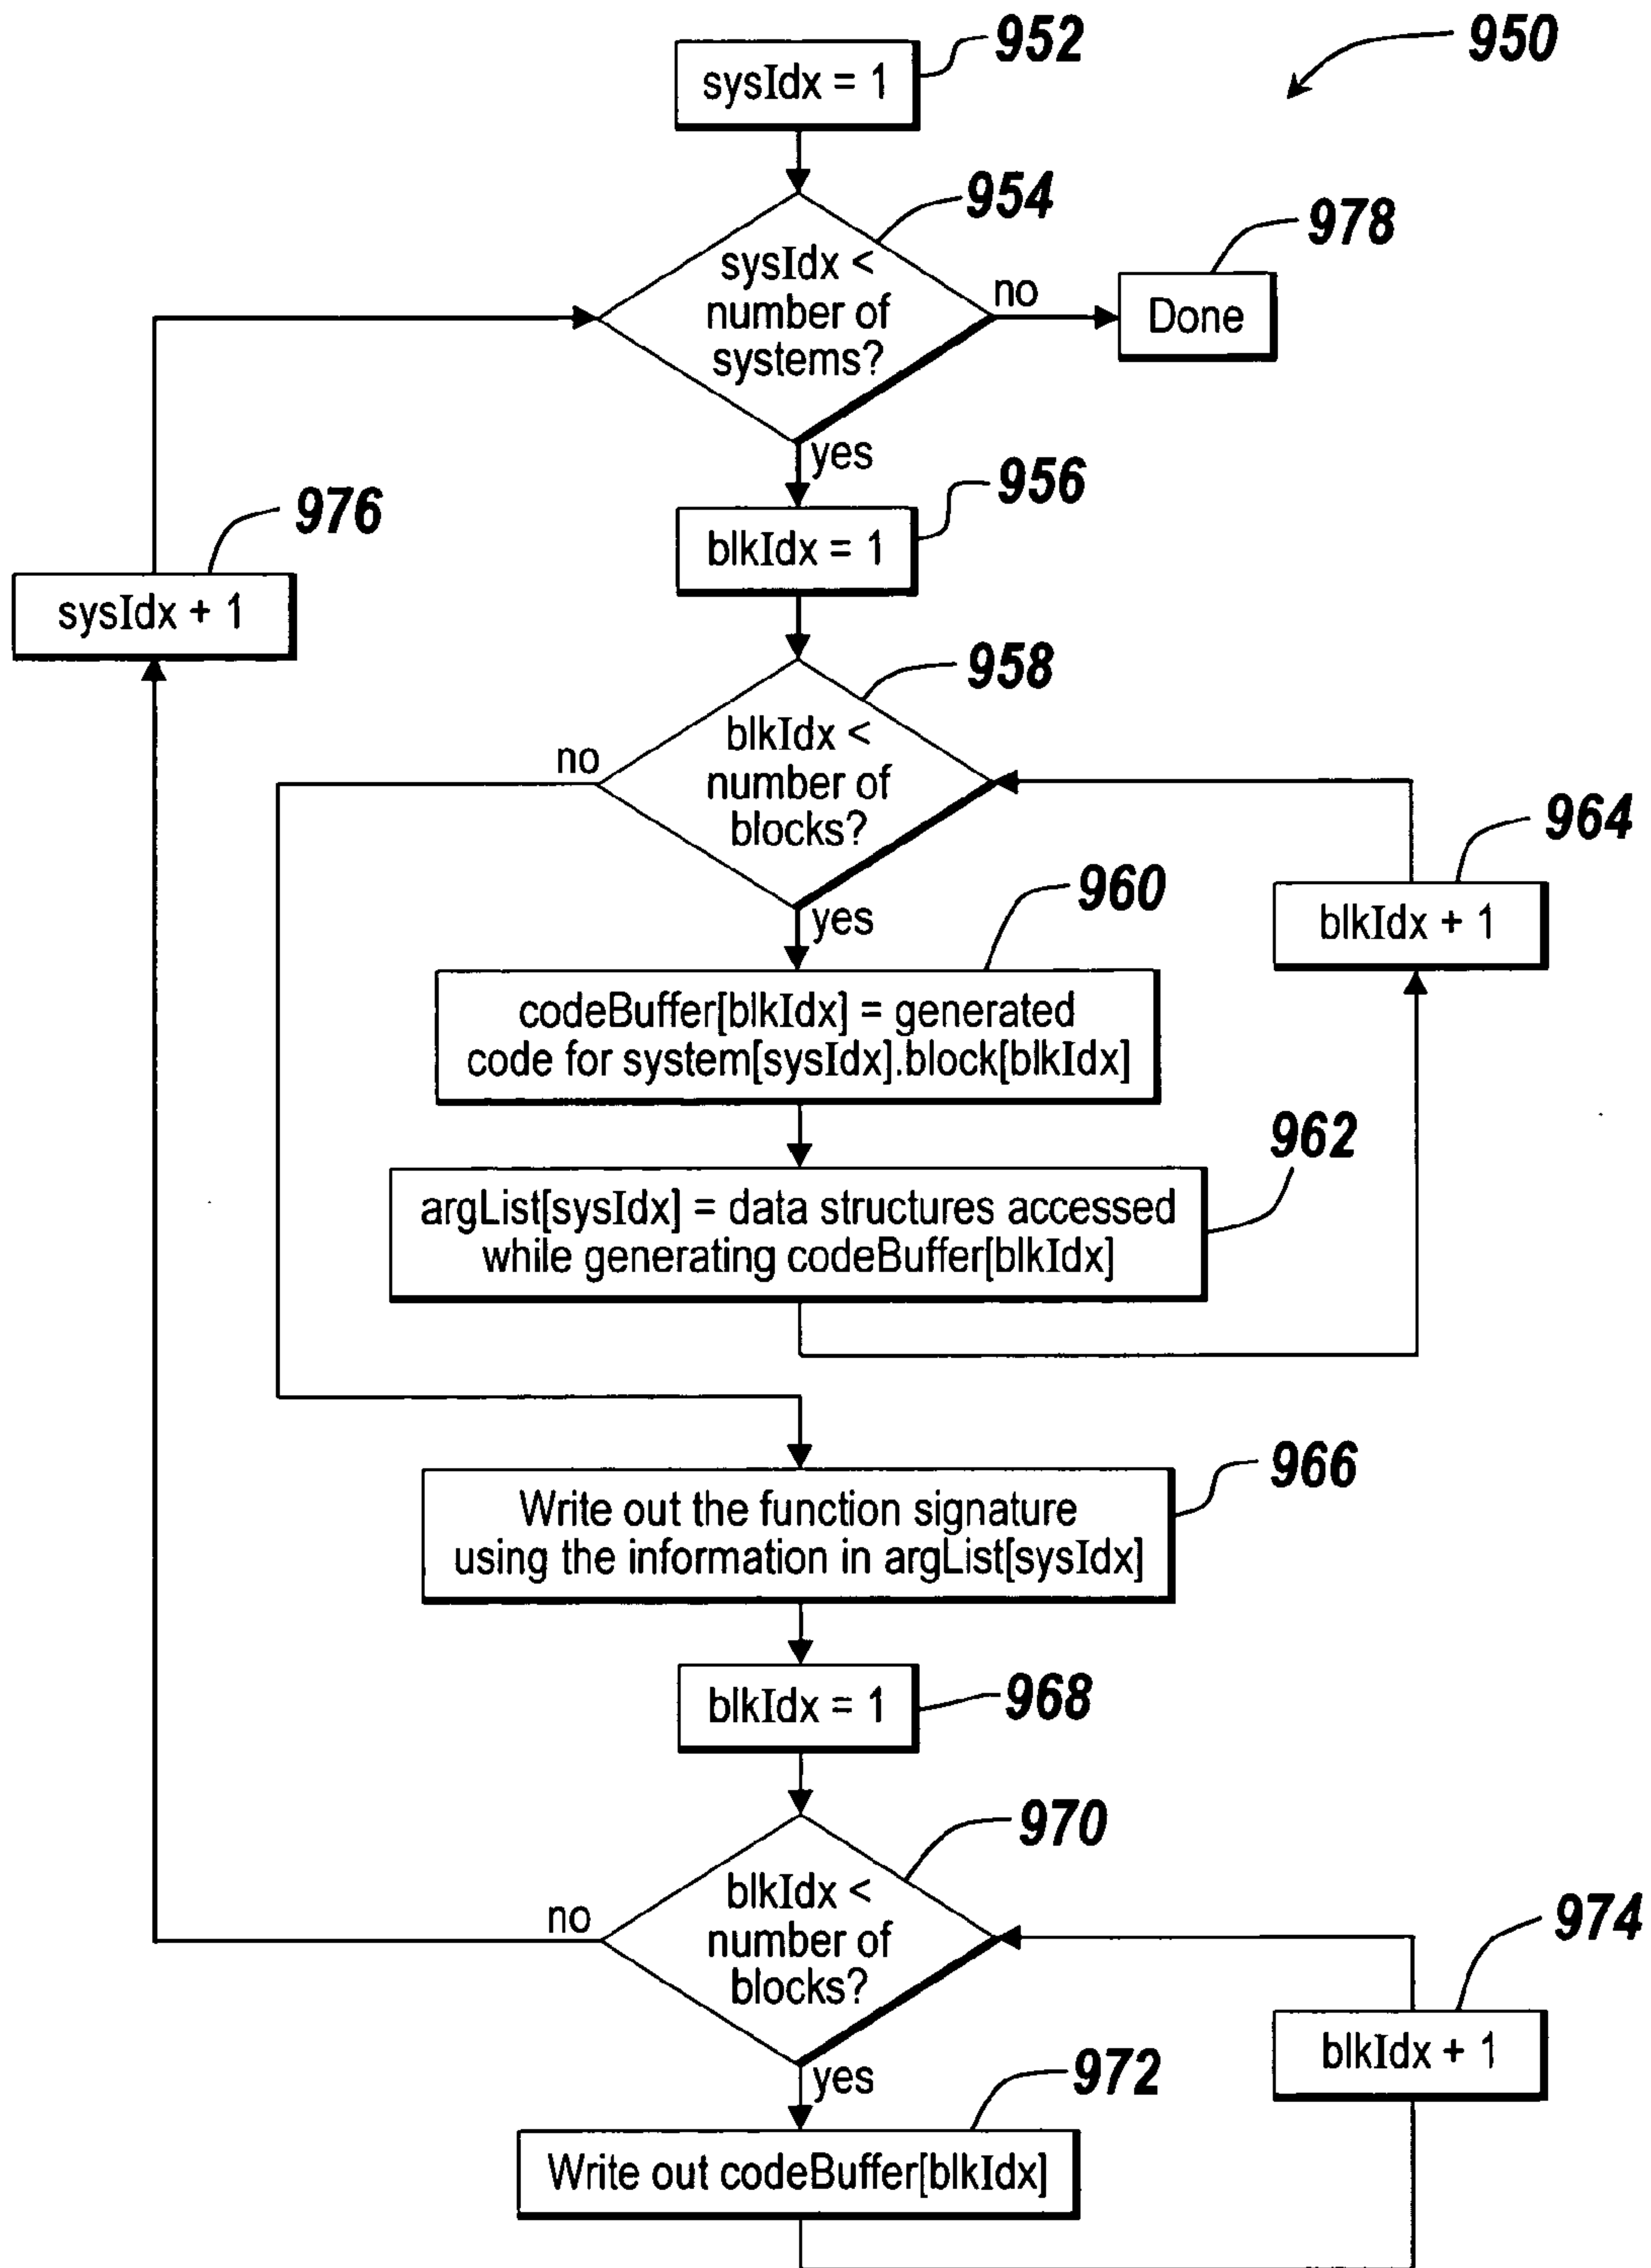 952
950
sysIdx = 1
954
978
sysIdx <
number of
systems?
no
Done
yes
956
976
blkIdx = 1
sysIdx + 1
958
blkIdx <
number of
blocks?
no
964
yes
960
blkIdx + 1
codeBuffer[blkIdx] = generated
code for system[sysIdx].block[blkIdx]
962
argList[sysIdx] = data structures accessed
while generating codeBuffer[blkIdx]
966
Write out the function signature
using the information in argList[sysIdx]
blkIdx = 1
968
970
blkIdx <
number of
blocks?
no
974
yes
972
blkIdx + 1
Write out codeBuffer[blkIdx]